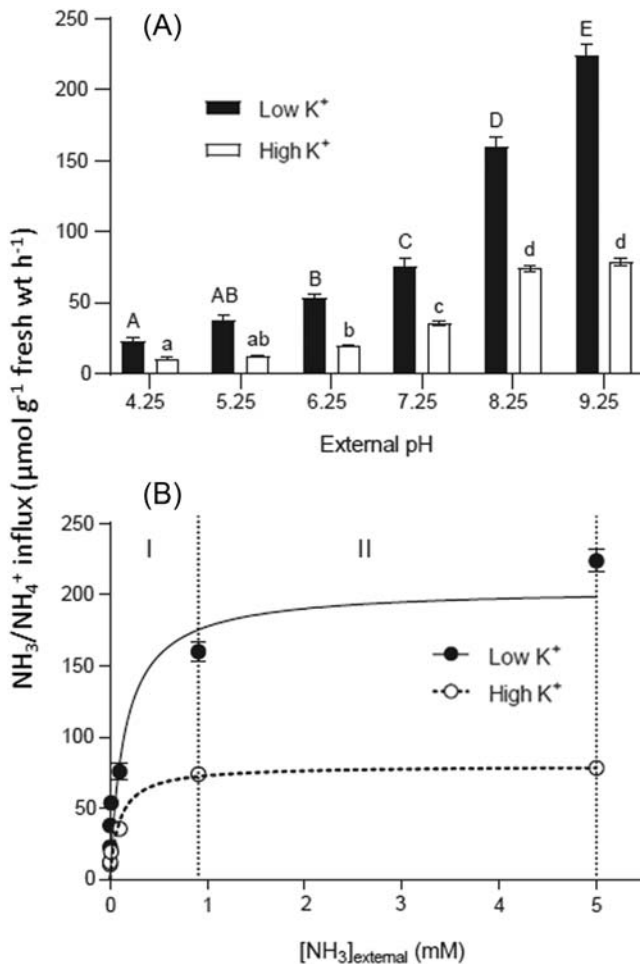 NH₃/NH₄⁺ influx (µmol g⁻¹ fresh wt h⁻¹)
(A)
250
200
150
100
50
0
Low K⁺
High K⁺
A
a
AB
ab
B
b
C
c
D
d
E
d
4.25 5.25 6.25 7.25 8.25 9.25
External pH
(B)
250
200
150
100
50
0
I II
Low K⁺
High K⁺
0 1 2 3 4 5
[NH₃]external (mM)